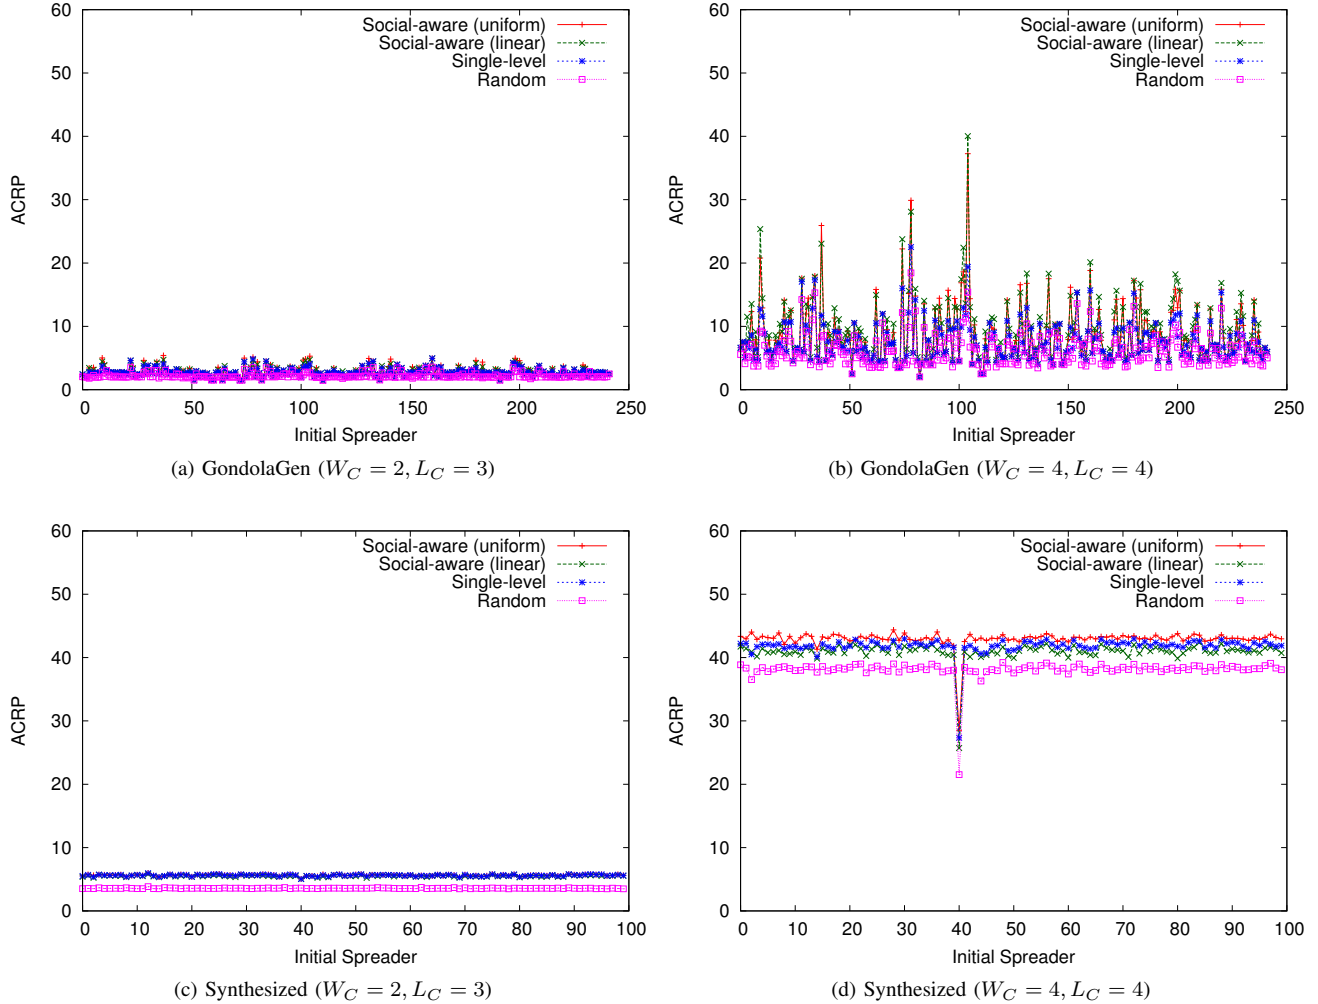 60
50
40
30
20
10
0
ACRP
Social-aware (uniform)
Social-aware (linear)
Single-level
Random
0 50 100 150 200 250
Initial Spreader
(a) GondolaGen (W_C = 2, L_C = 3)
60
50
40
30
20
10
0
ACRP
Social-aware (uniform)
Social-aware (linear)
Single-level
Random
0 50 100 150 200 250
Initial Spreader
(b) GondolaGen (W_C = 4, L_C = 4)
60
50
40
30
20
10
0
ACRP
Social-aware (uniform)
Social-aware (linear)
Single-level
Random
0 10 20 30 40 50 60 70 80 90 100
Initial Spreader
(c) Synthesized (W_C = 2, L_C = 3)
60
50
40
30
20
10
0
ACRP
Social-aware (uniform)
Social-aware (linear)
Single-level
Random
0 10 20 30 40 50 60 70 80 90 100
Initial Spreader
(d) Synthesized (W_C = 4, L_C = 4)